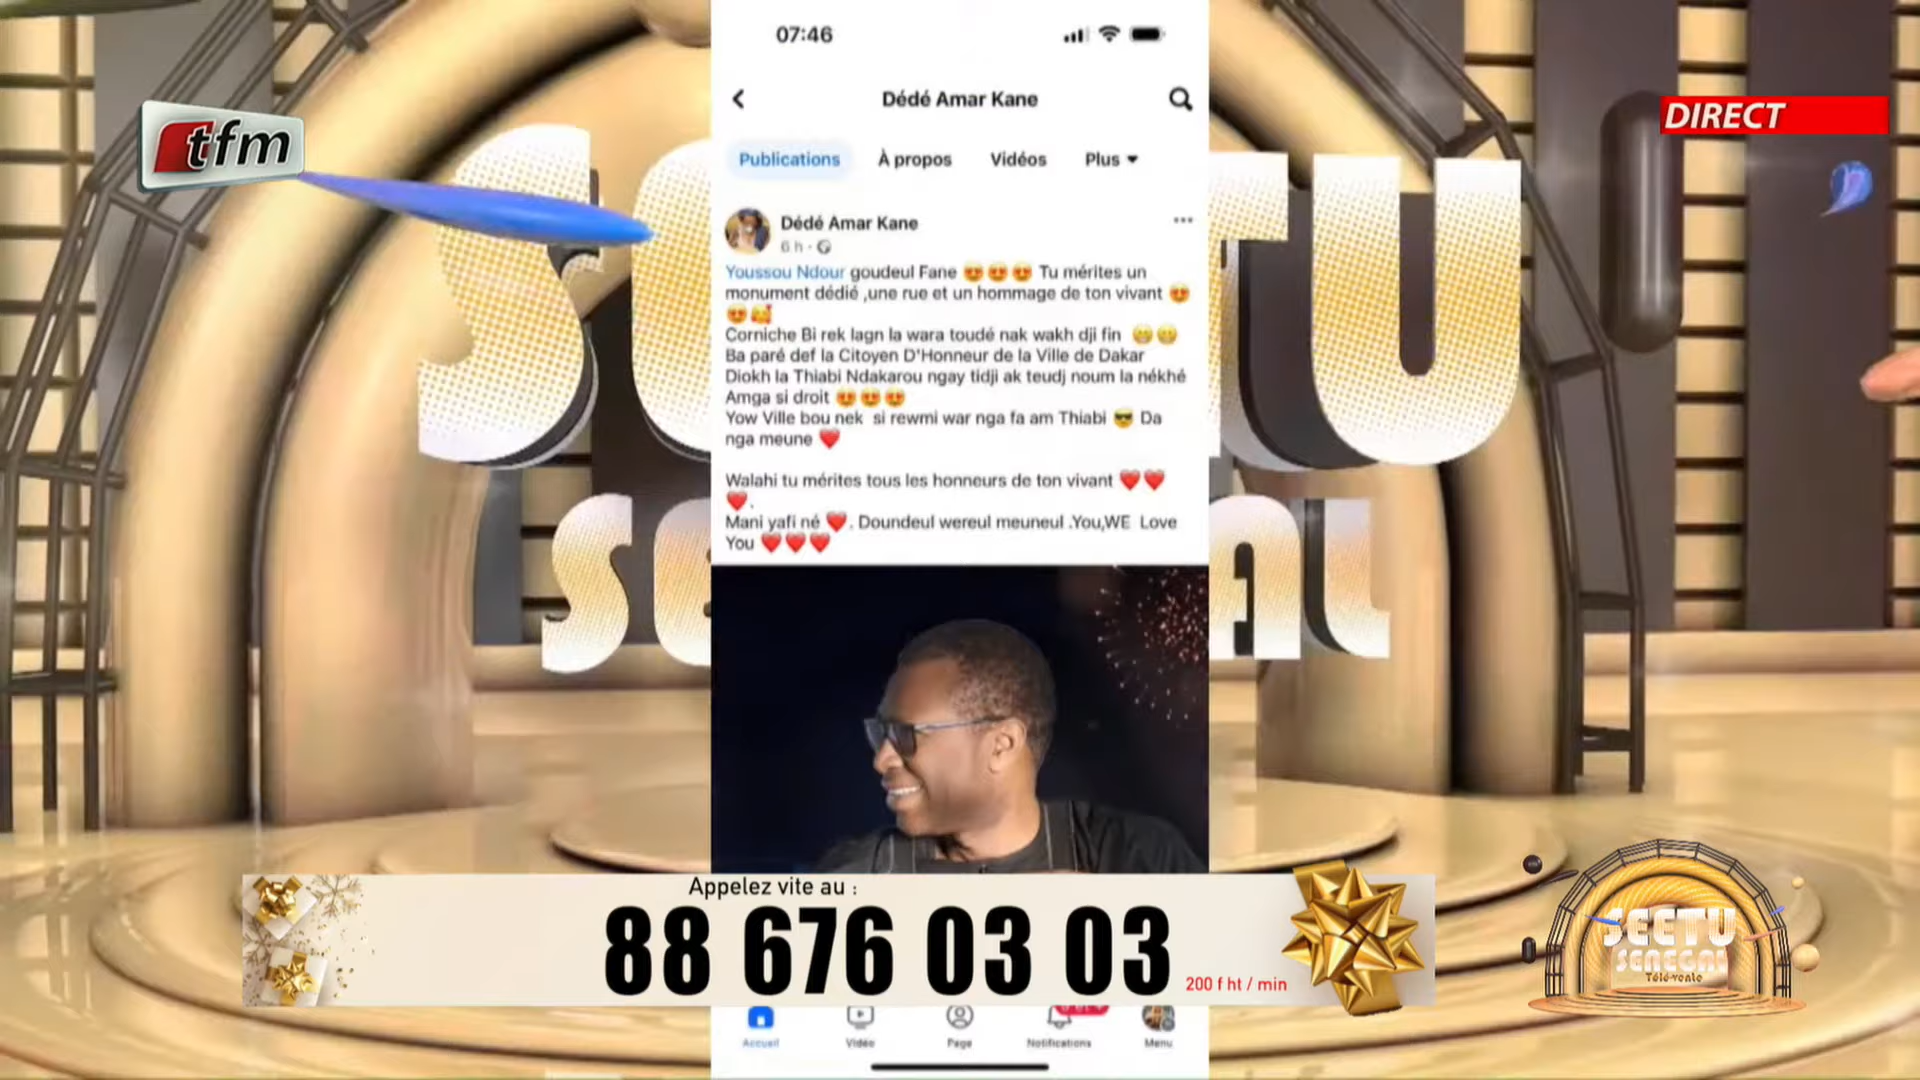 07:46
Dédé Amar Kane
Publications À propos Vidéos Plus
tfm
DIRECT
Dédé Amar Kane
6 h
Youssou Ndour goudeul Fane 😍😍😍 Tu mérites un
monument dédié ,une rue et un hommage de ton vivant 😍
😍🥰
Corniche Bi rek lagn la wara toudé nak wakh dji fin 😁😁
Ba paré def la Citoyen D'Honneur de la Ville de Dakar
Diokh la Thiabi Ndakarou ngay tidji ak teudj noum la nékhé
Amga si droit 😍😍😍
Yow Ville bou nek si rewmi war nga fa am Thiabi 😎 Da
nga meune ❤️
Walahi tu mérites tous les honneurs de ton vivant ❤️❤️
❤️.
Mani yafi né ❤️. Doundeul wereul meuneul .You,WE Love
You ❤️❤️❤️
Appelez vite au :
88 676 03 03
200 f ht / min
SEETU
SENEGAL
Télé-vente
Accueil Vidéo Page Notifications Menu